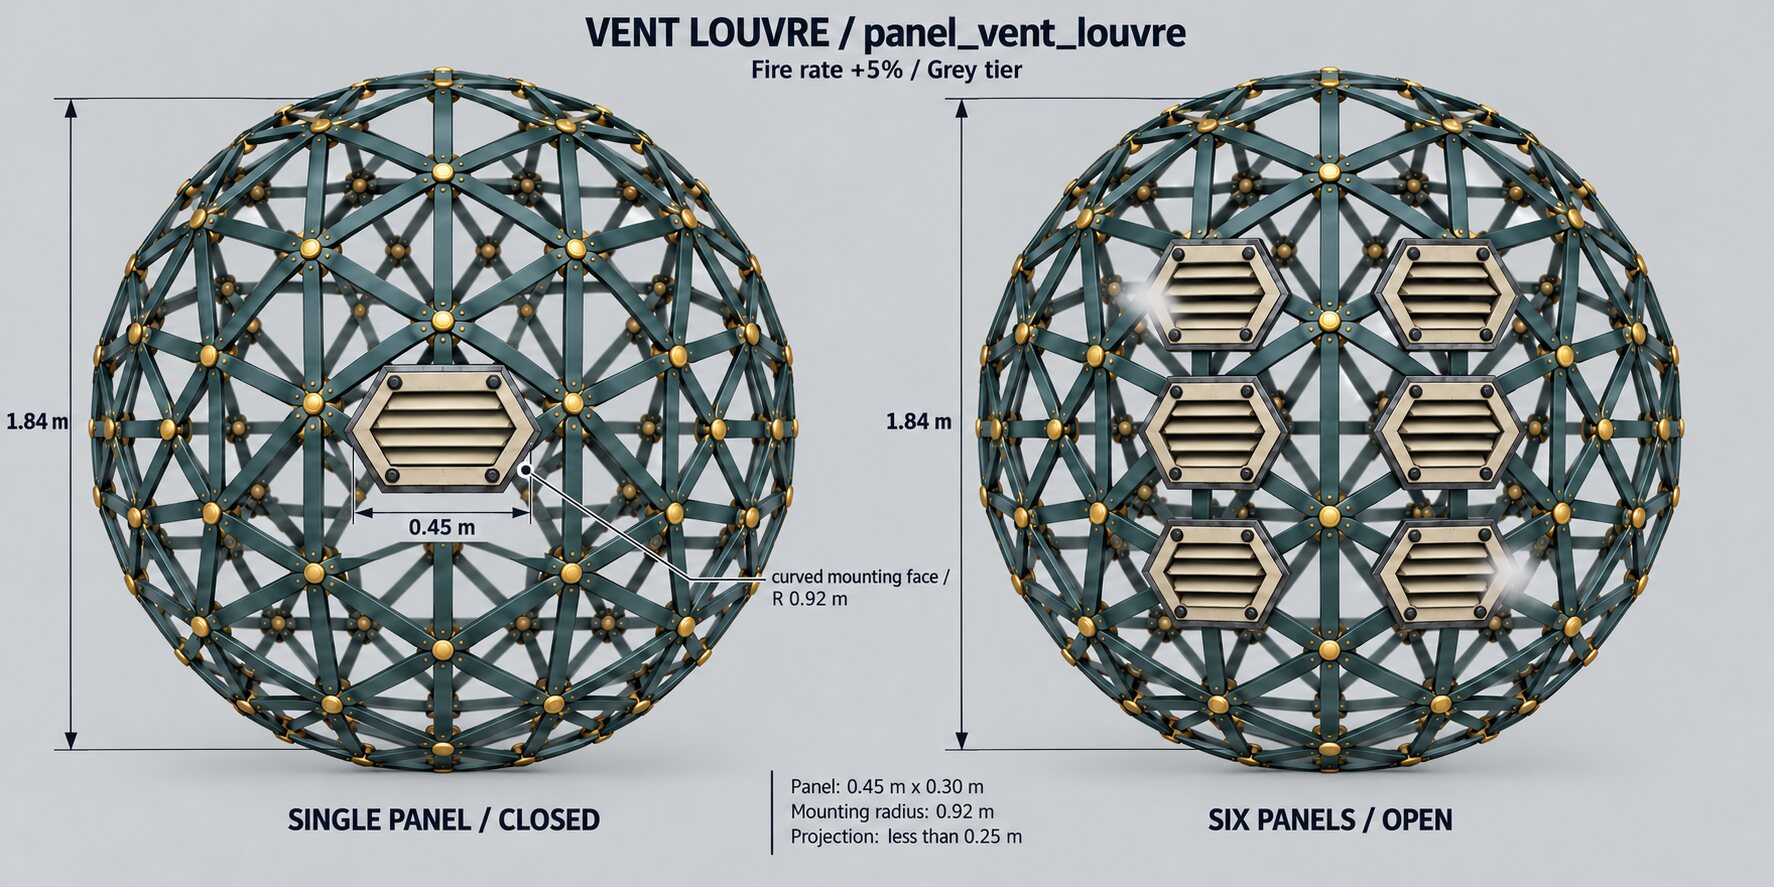 VENT LOUVRE / panel_vent_louvre
Fire rate +5% / Grey tier
1.84 m
0.45 m
curved mounting face /
R 0.92 m
1.84 m
SINGLE PANEL / CLOSED
Panel: 0.45 m x 0.30 m
Mounting radius: 0.92 m
Projection: less than 0.25 m
SIX PANELS / OPEN